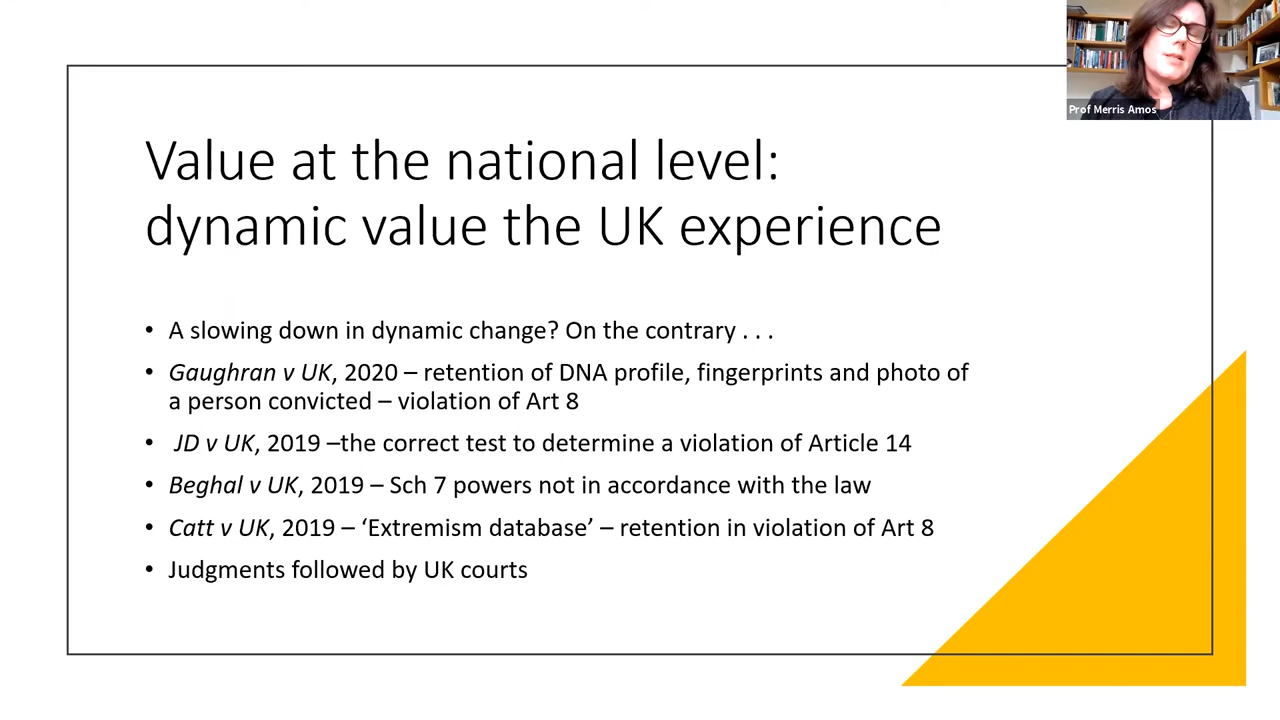 Prof Merris Amos
Value at the national level:
dynamic value the UK experience
• A slowing down in dynamic change? On the contrary . . .
• Gaughran v UK, 2020 – retention of DNA profile, fingerprints and photo of
a person convicted – violation of Art 8
• JD v UK, 2019 –the correct test to determine a violation of Article 14
• Beghal v UK, 2019 – Sch 7 powers not in accordance with the law
• Catt v UK, 2019 – ‘Extremism database’ – retention in violation of Art 8
• Judgments followed by UK courts